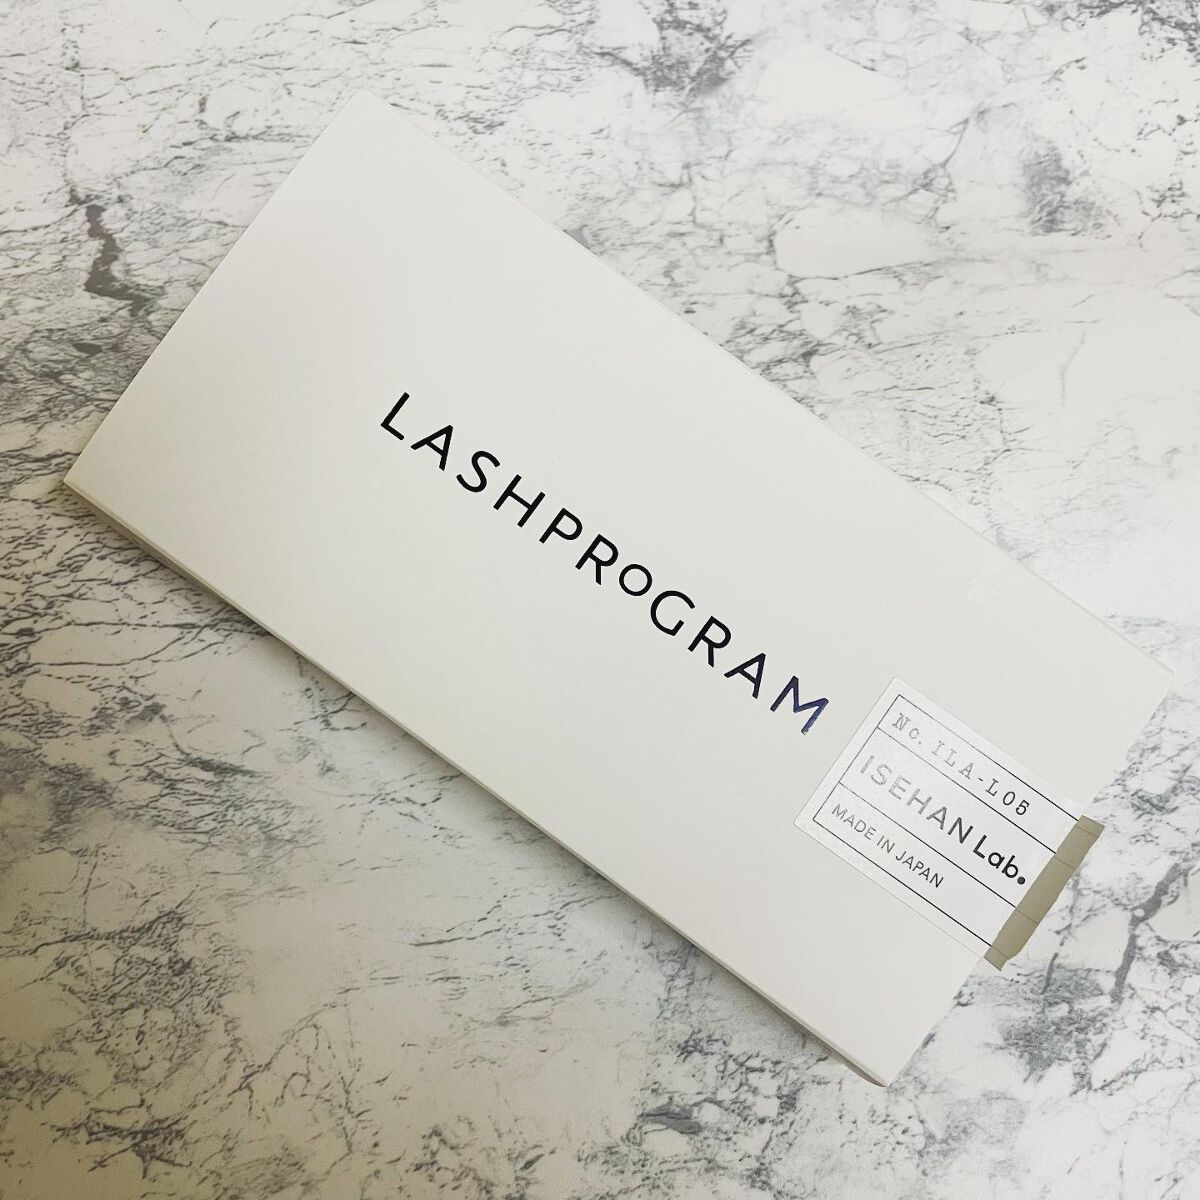 LASHPROGRAM
No. ILA-L05
ISEHAN Lab.
MADE IN JAPAN